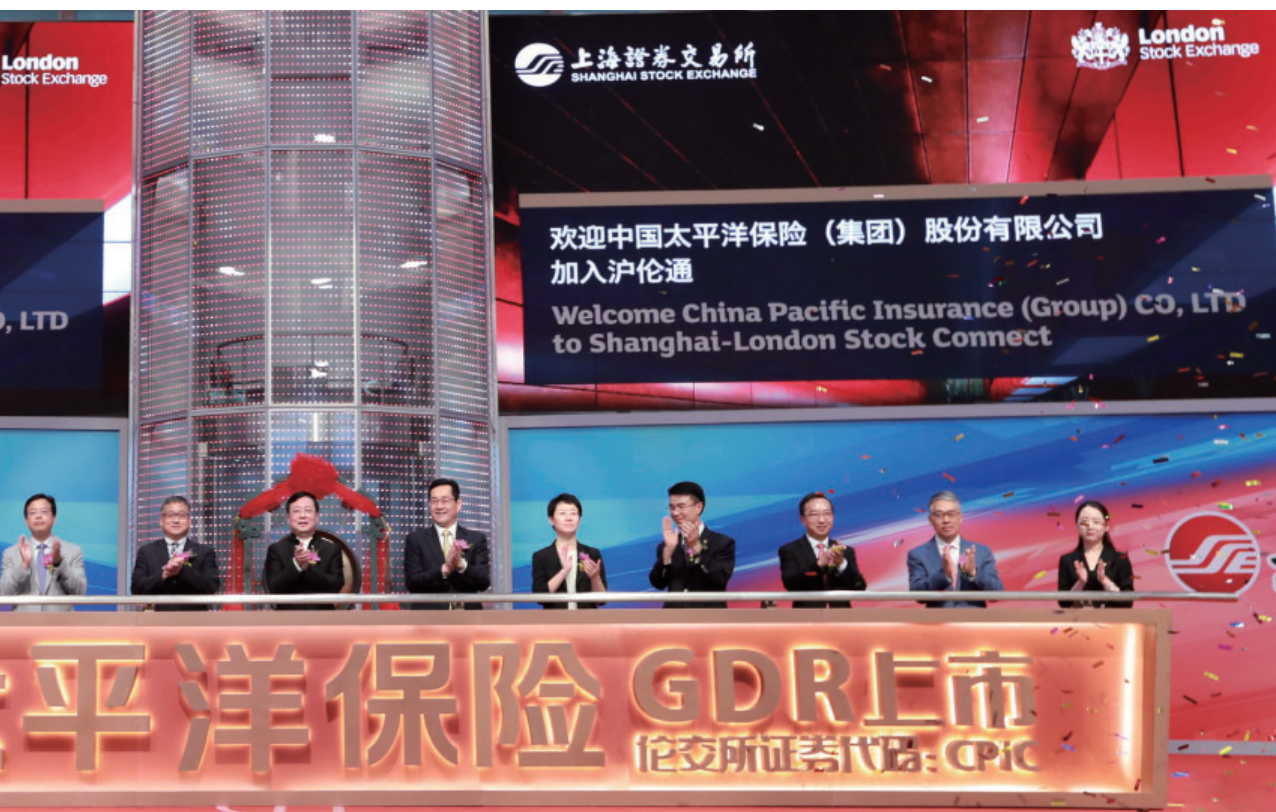 London
Stock Exchange
上海證券交易所
SHANGHAI STOCK EXCHANGE
London
Stock Exchange
欢迎中国太平洋保险（集团）股份有限公司
加入沪伦通
Welcome China Pacific Insurance (Group) CO, LTD
to Shanghai-London Stock Connect
, LTD
平洋保险 GDR上市
伦交所证券代码: CPiC